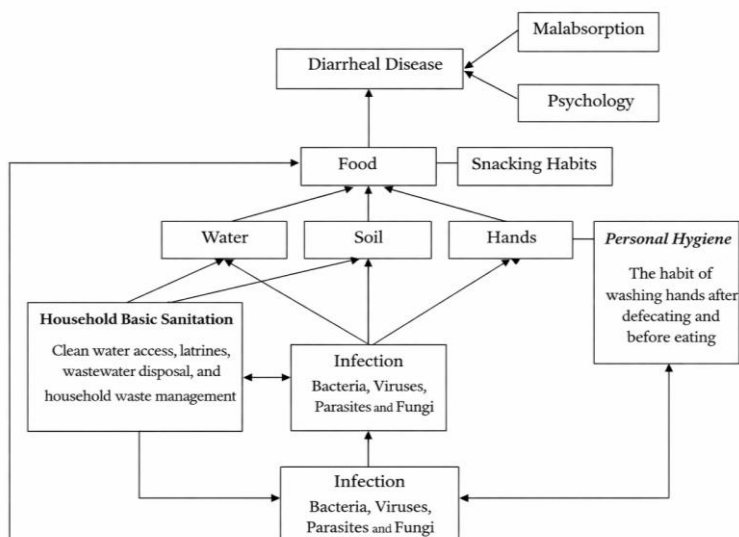 Malabsorption
Diarrheal Disease
Psychology
Food
Snacking Habits
Water
Soil
Hands
Personal Hygiene
The habit of
washing hands after
defecating and
before eating
Household Basic Sanitation
Clean water access, latrines,
wastewater disposal, and
household waste management
Infection
Bacteria, Viruses,
Parasites and Fungi
Infection
Bacteria, Viruses,
Parasites and Fungi